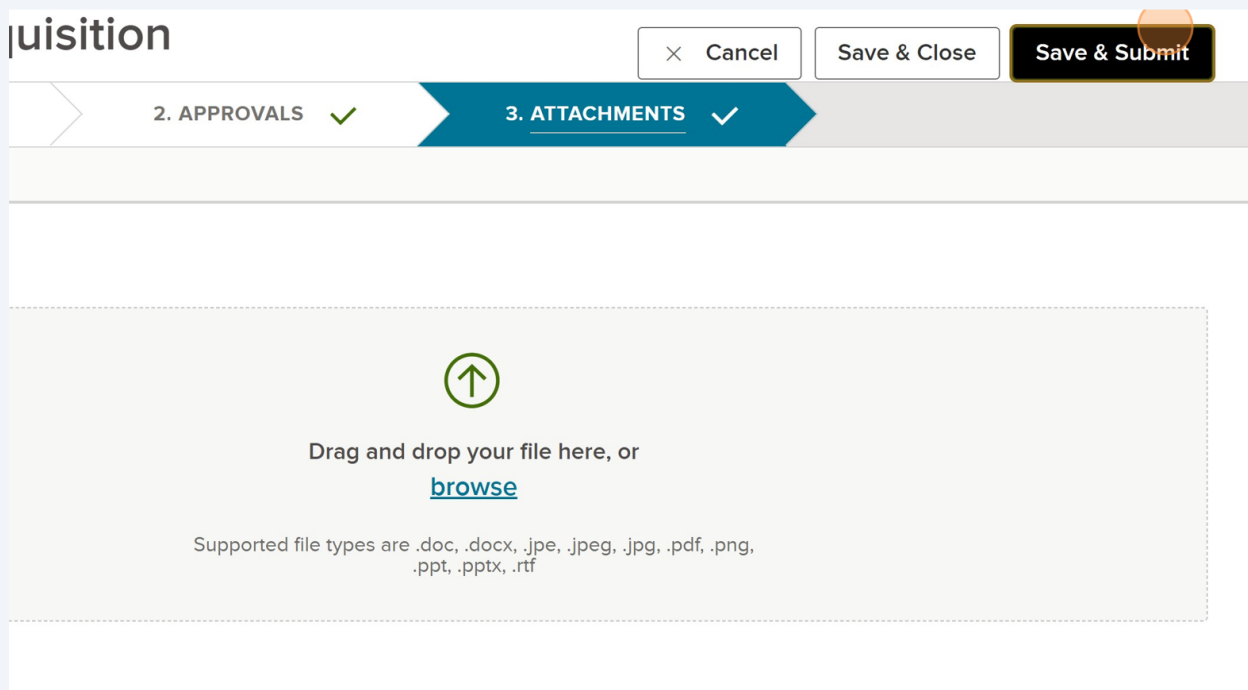 uisition
Cancel
Save & Close
Save & Submit
2. APPROVALS
3. ATTACHMENTS
Drag and drop your file here, or
browse
Supported file types are .doc, .docx, .jpe, .jpeg, .jpg, .pdf, .png,
.ppt, .pptx, .rtf